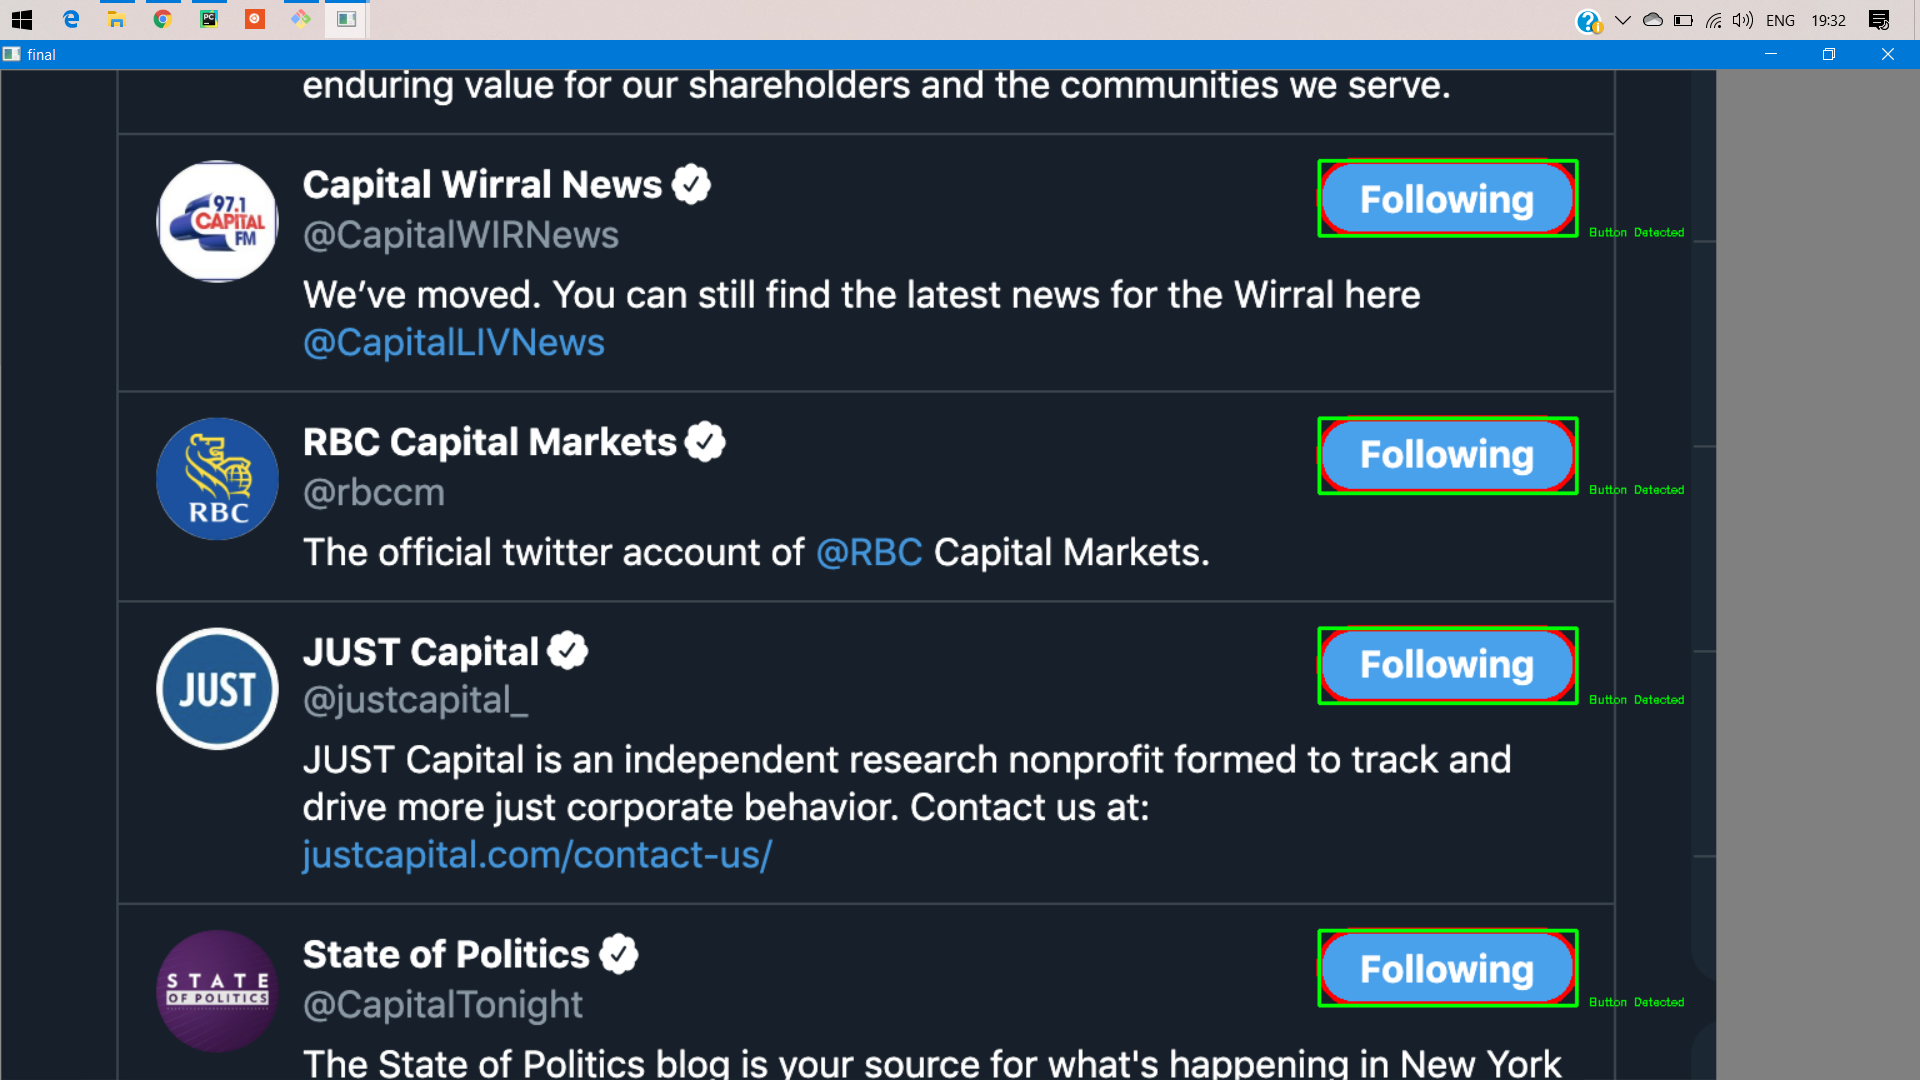 ENG 19:32
final
enduring value for our shareholders and the communities we serve.
97.1
CAPITAL
FM
Capital Wirral News
@CapitalWIRNews
Following
Button Detected
We’ve moved. You can still find the latest news for the Wirral here
@CapitalLIVNews
RBC
RBC Capital Markets
@rbccm
Following
Button Detected
The official twitter account of @RBC Capital Markets.
JUST
JUST Capital
@justcapital_
Following
Button Detected
JUST Capital is an independent research nonprofit formed to track and
drive more just corporate behavior. Contact us at:
justcapital.com/contact-us/
STATE
OF POLITICS
State of Politics
@CapitalTonight
Following
Button Detected
The State of Politics blog is your source for what's happening in New York